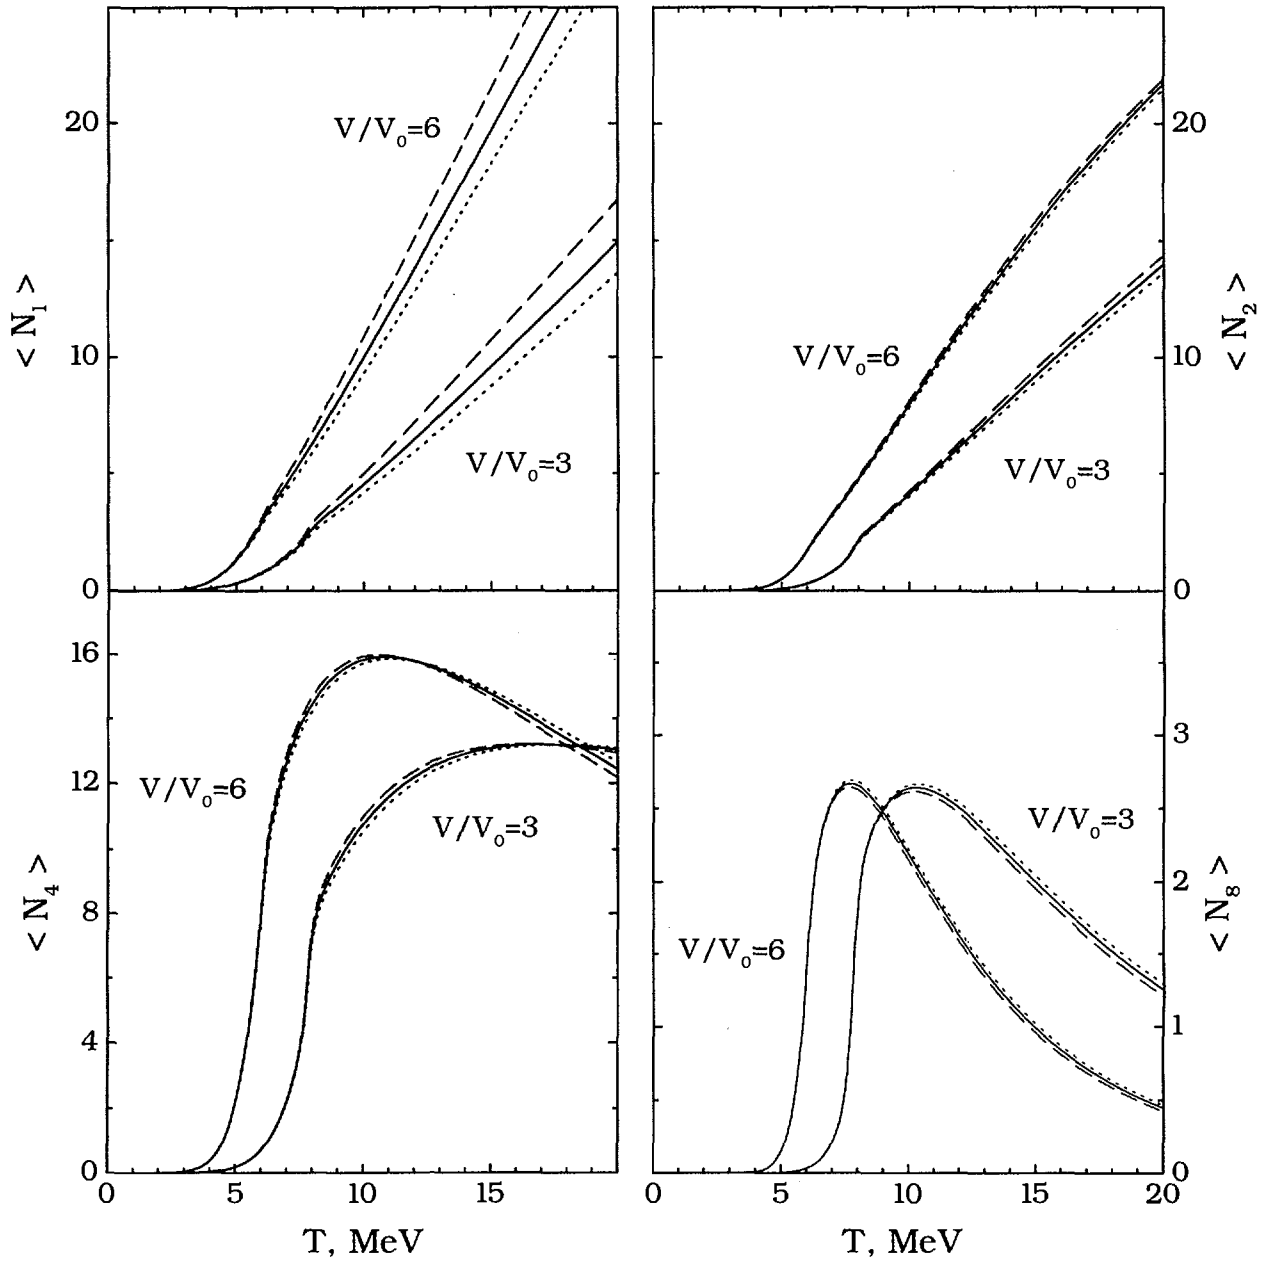 20
10
0
< N₁ >
V/V₀=6
V/V₀=3
20
10
0
< N₂ >
V/V₀=6
V/V₀=3
16
12
8
4
0
< N₄ >
V/V₀=6
V/V₀=3
0 5 10 15
T, MeV
3
2
1
0
< N₈ >
V/V₀=3
V/V₀=6
0 5 10 15 20
T, MeV